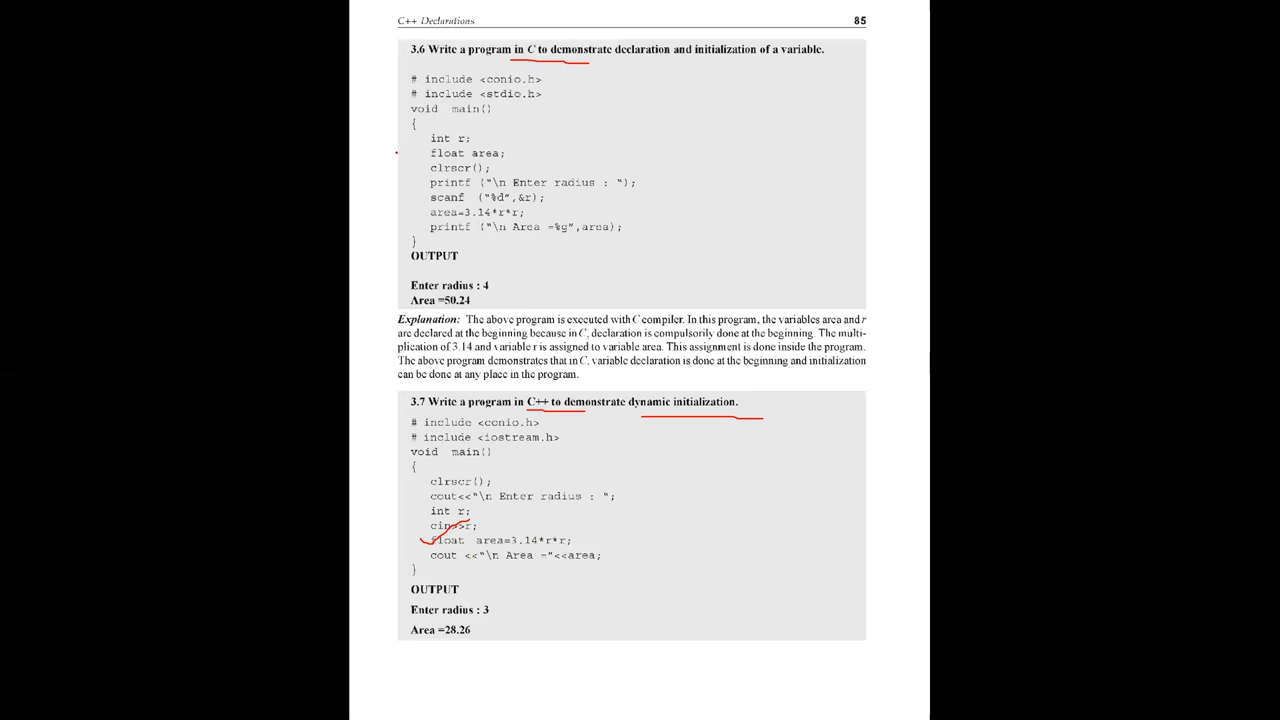 C++ Declarations 85
3.6 Write a program in C to demonstrate declaration and initialization of a variable.
# include <conio.h>
# include <stdio.h>
void main()
{
int r;
float area;
clrscr();
printf ("\n Enter radius : ");
scanf ("%d",&r);
area=3.14*r*r;
printf ("\n Area =%g",area);
}
OUTPUT
Enter radius : 4
Area =50.24
Explanation: The above program is executed with C compiler. In this program, the variables area and r
are declared at the beginning because in C, declaration is compulsorily done at the beginning. The multi-
plication of 3.14 and variable r is assigned to variable area. This assignment is done inside the program.
The above program demonstrates that in C, variable declaration is done at the beginning and initialization
can be done at any place in the program.
3.7 Write a program in C++ to demonstrate dynamic initialization.
# include <conio.h>
# include <iostream.h>
void main()
{
clrscr();
cout<<"\n Enter radius : ";
int r;
cin>>r;
float area=3.14*r*r;
cout <<"\n Area ="<<area;
}
OUTPUT
Enter radius : 3
Area =28.26